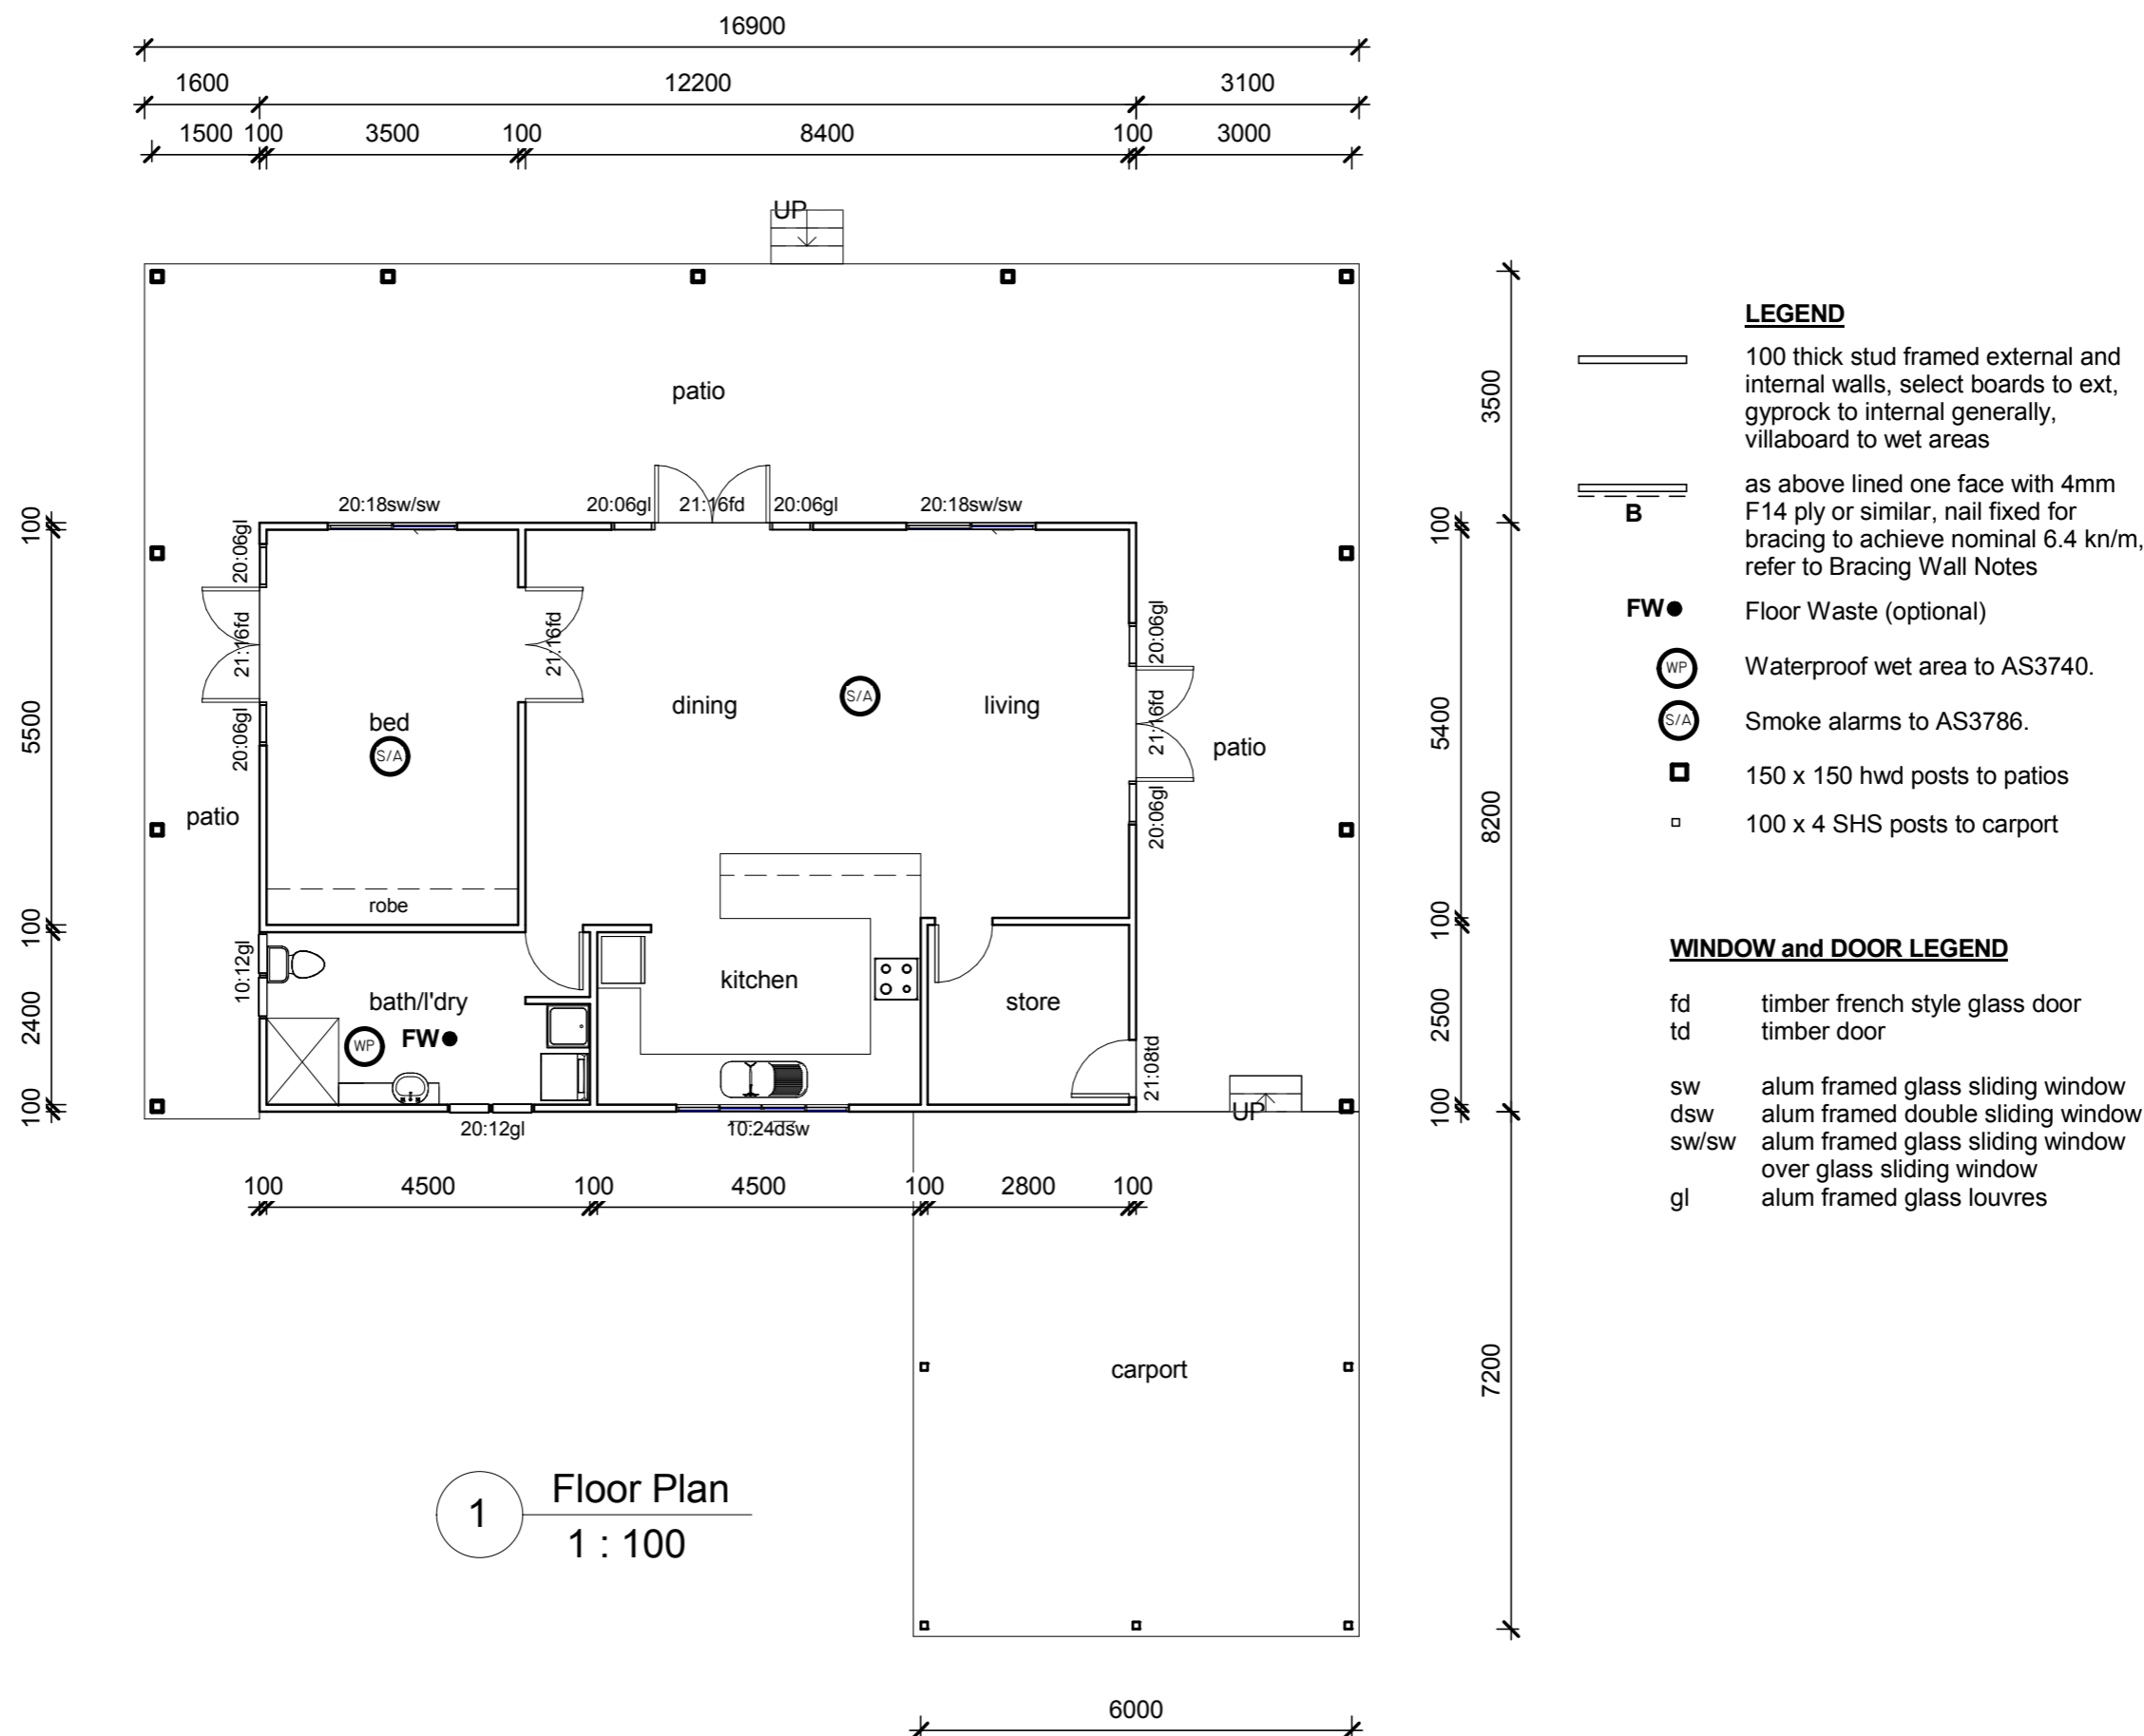 16900
1600 12200 3100
1500 100 3500 100 8400 100 3000
UP
patio
20:18sw/sw 20:06gl 21:16fd 20:06gl 20:18sw/sw
20:06gl
21:16fd
20:06gl
21:16fd
bed
S/A
dining
S/A
living
20:06gl
21:16fd
20:06gl
patio
patio
robe
10:12gl
bath/l'dry
WP
FW
kitchen
store
21:08td
UP
20:12gl
10:24dsw
100
5500
100
2400
100
100
5400
100
2500
100
3500
8200
7200
100 4500 100 4500 100 2800 100
carport
6000
1
Floor Plan
1 : 100
LEGEND
100 thick stud framed external and
internal walls, select boards to ext,
gyprock to internal generally,
villaboard to wet areas
B
as above lined one face with 4mm
F14 ply or similar, nail fixed for
bracing to achieve nominal 6.4 kn/m,
refer to Bracing Wall Notes
FW Floor Waste (optional)
WP Waterproof wet area to AS3740.
S/A Smoke alarms to AS3786.
150 x 150 hwd posts to patios
100 x 4 SHS posts to carport
WINDOW and DOOR LEGEND
fd timber french style glass door
td timber door
sw alum framed glass sliding window
dsw alum framed double sliding window
sw/sw alum framed glass sliding window
over glass sliding window
gl alum framed glass louvres